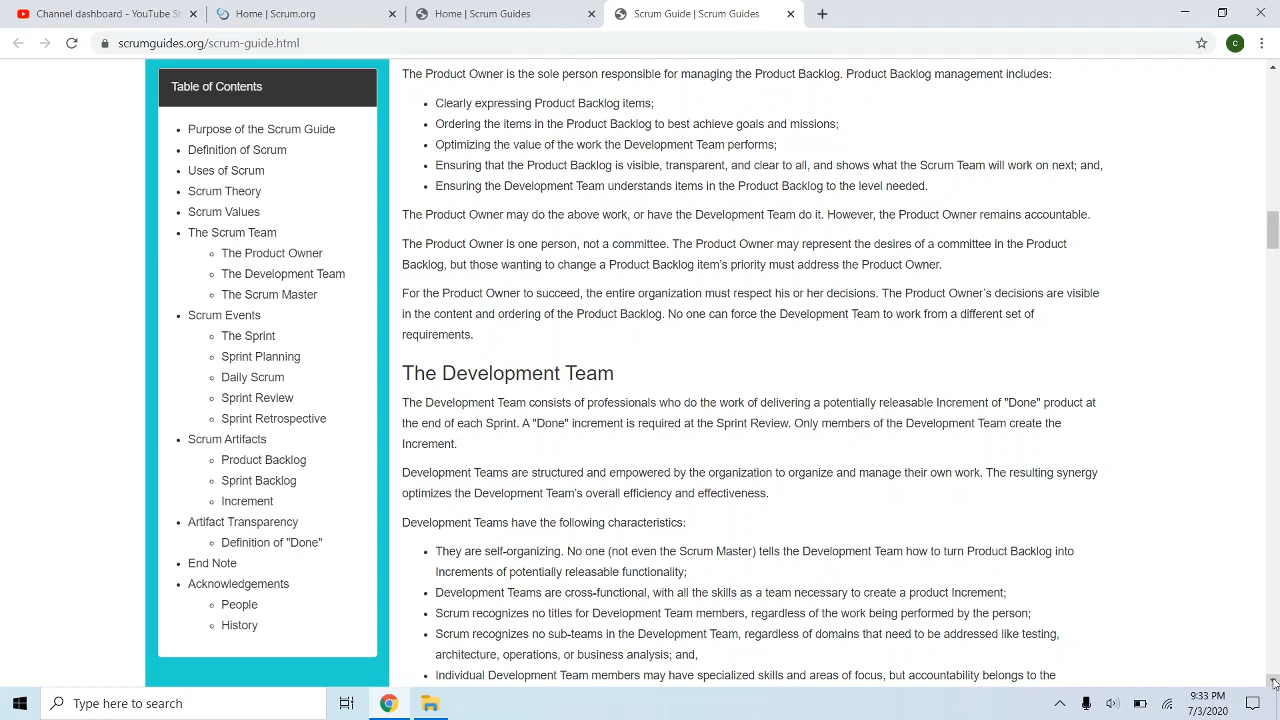 Channel dashboard - YouTube St
Home | Scrum.org
Home | Scrum Guides
Scrum Guide | Scrum Guides
scrumguides.org/scrum-guide.html
C
Table of Contents
Purpose of the Scrum Guide
Definition of Scrum
Uses of Scrum
Scrum Theory
Scrum Values
The Scrum Team
The Product Owner
The Development Team
The Scrum Master
Scrum Events
The Sprint
Sprint Planning
Daily Scrum
Sprint Review
Sprint Retrospective
Scrum Artifacts
Product Backlog
Sprint Backlog
Increment
Artifact Transparency
Definition of "Done"
End Note
Acknowledgements
People
History
The Product Owner is the sole person responsible for managing the Product Backlog. Product Backlog management includes:
Clearly expressing Product Backlog items;
Ordering the items in the Product Backlog to best achieve goals and missions;
Optimizing the value of the work the Development Team performs;
Ensuring that the Product Backlog is visible, transparent, and clear to all, and shows what the Scrum Team will work on next; and,
Ensuring the Development Team understands items in the Product Backlog to the level needed.
The Product Owner may do the above work, or have the Development Team do it. However, the Product Owner remains accountable.
The Product Owner is one person, not a committee. The Product Owner may represent the desires of a committee in the Product
Backlog, but those wanting to change a Product Backlog item's priority must address the Product Owner.
For the Product Owner to succeed, the entire organization must respect his or her decisions. The Product Owner's decisions are visible
in the content and ordering of the Product Backlog. No one can force the Development Team to work from a different set of
requirements.
The Development Team
The Development Team consists of professionals who do the work of delivering a potentially releasable Increment of "Done" product at
the end of each Sprint. A "Done" increment is required at the Sprint Review. Only members of the Development Team create the
Increment.
Development Teams are structured and empowered by the organization to organize and manage their own work. The resulting synergy
optimizes the Development Team's overall efficiency and effectiveness.
Development Teams have the following characteristics:
They are self-organizing. No one (not even the Scrum Master) tells the Development Team how to turn Product Backlog into
Increments of potentially releasable functionality;
Development Teams are cross-functional, with all the skills as a team necessary to create a product Increment;
Scrum recognizes no titles for Development Team members, regardless of the work being performed by the person;
Scrum recognizes no sub-teams in the Development Team, regardless of domains that need to be addressed like testing,
architecture, operations, or business analysis; and,
Individual Development Team members may have specialized skills and areas of focus, but accountability belongs to the
Type here to search
9:33 PM
7/3/2020